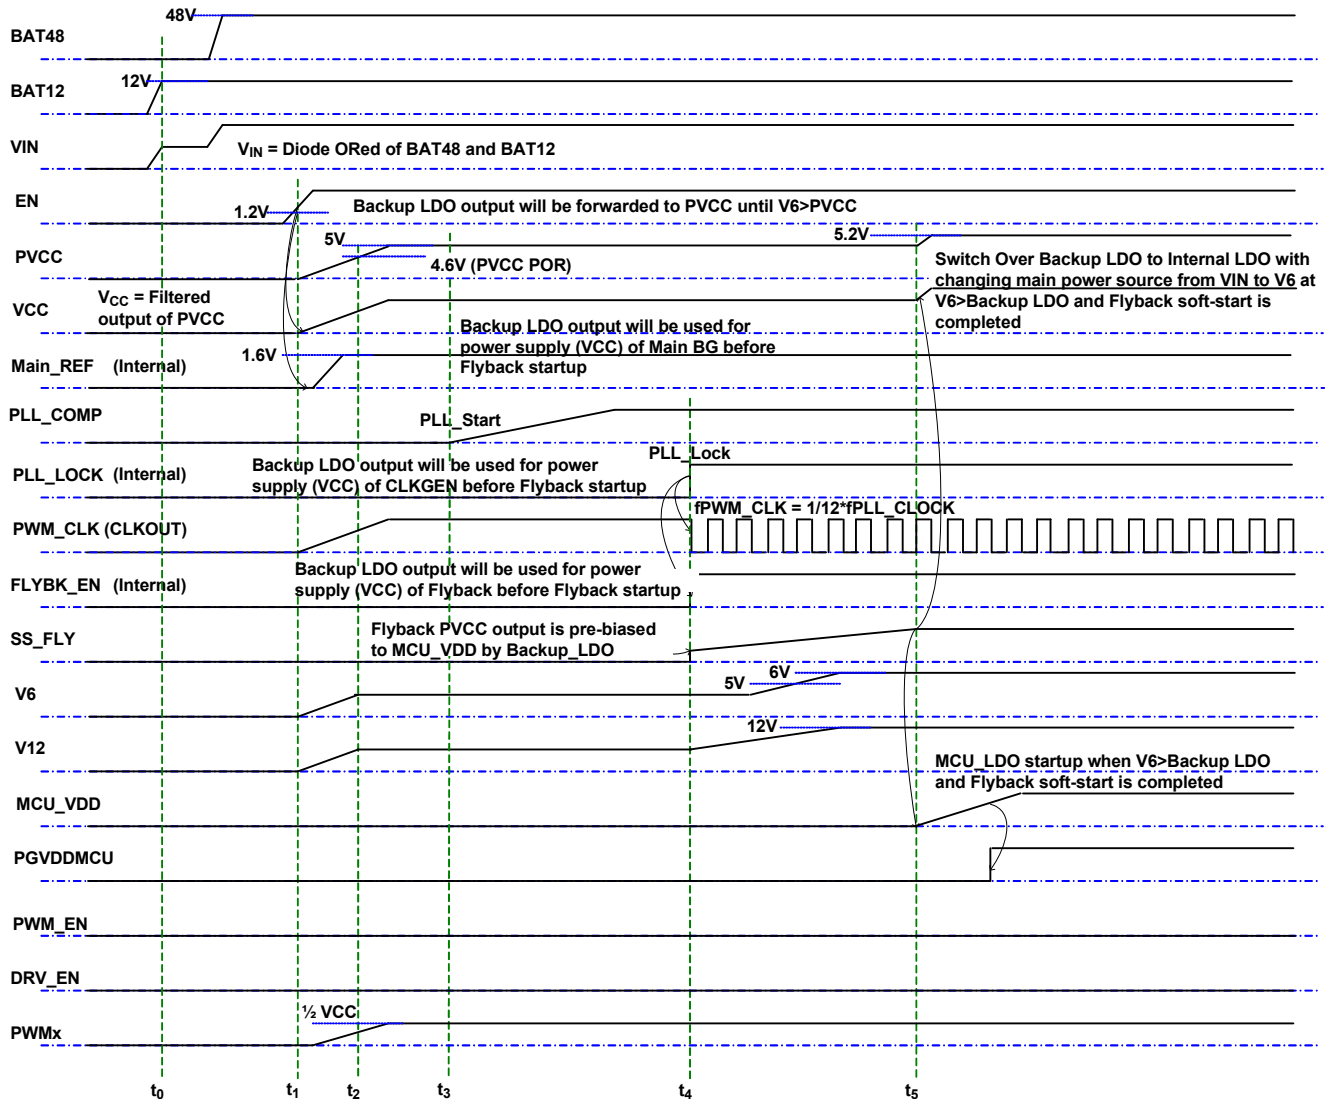 48V
BAT48
12V
BAT12
VIN
V_IN = Diode ORed of BAT48 and BAT12
EN
1.2V
Backup LDO output will be forwarded to PVCC until V6>PVCC
5V
5.2V
PVCC
4.6V (PVCC POR)
Switch Over Backup LDO to Internal LDO with
changing main power source from VIN to V6 at
V6>Backup LDO and Flyback soft-start is
completed
V_CC = Filtered
output of PVCC
VCC
Backup LDO output will be used for
power supply (VCC) of Main BG before
Flyback startup
1.6V
Main_REF (Internal)
PLL_COMP
PLL_Start
PLL_Lock
PLL_LOCK (Internal)
Backup LDO output will be used for power
supply (VCC) of CLKGEN before Flyback startup
fPWM_CLK = 1/12*fPLL_CLOCK
PWM_CLK (CLKOUT)
FLYBK_EN (Internal)
Backup LDO output will be used for power
supply (VCC) of Flyback before Flyback startup
SS_FLY
Flyback PVCC output is pre-biased
to MCU_VDD by Backup_LDO
6V
5V
V6
12V
V12
MCU_LDO startup when V6>Backup LDO
and Flyback soft-start is completed
MCU_VDD
PGVDDMCU
PWM_EN
DRV_EN
½ VCC
PWMx
t0 t1 t2 t3 t4 t5